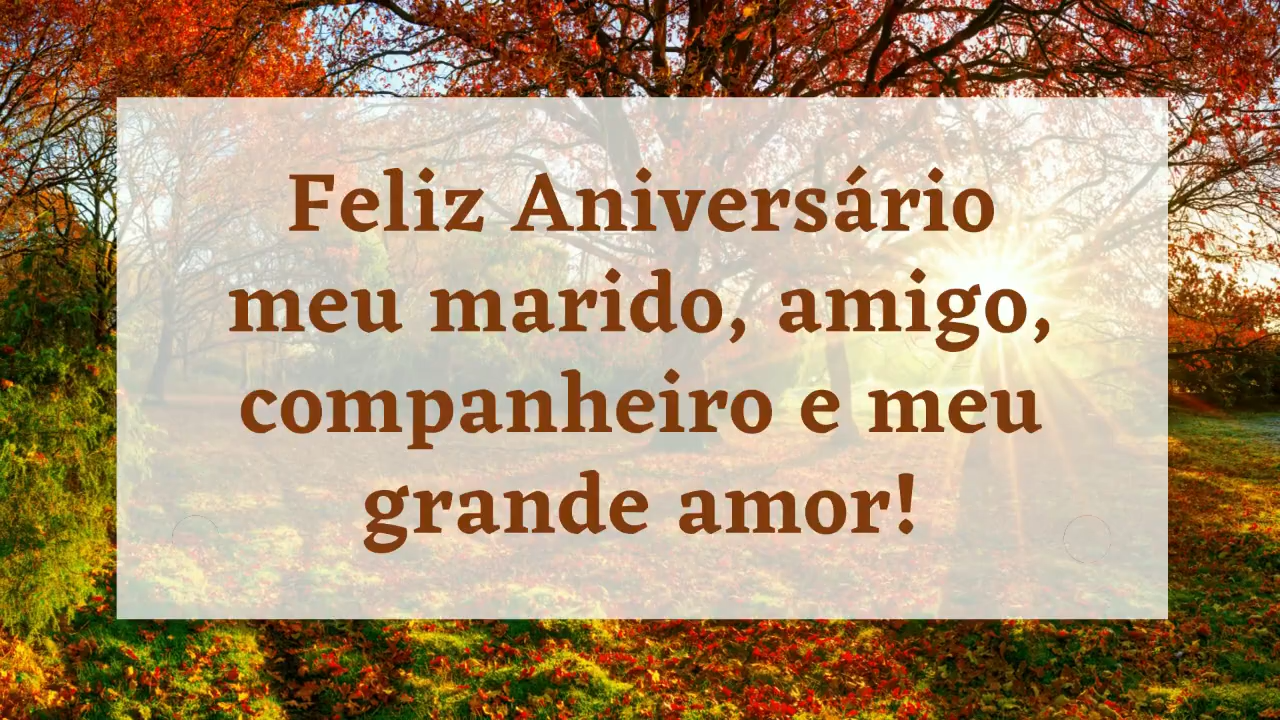 Feliz Aniversário
meu marido, amigo,
companheiro e meu
grande amor!